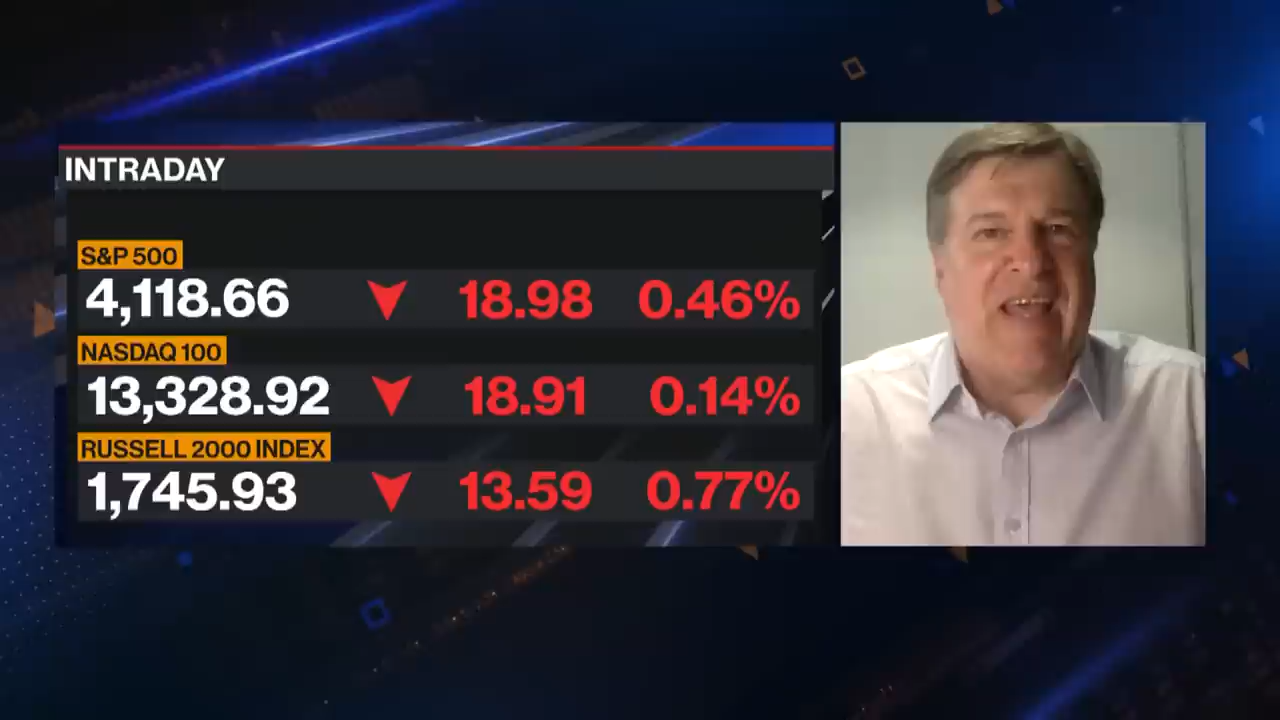 INTRADAY
S&P 500
4,118.66 18.98 0.46%
NASDAQ 100
13,328.92 18.91 0.14%
RUSSELL 2000 INDEX
1,745.93 13.59 0.77%